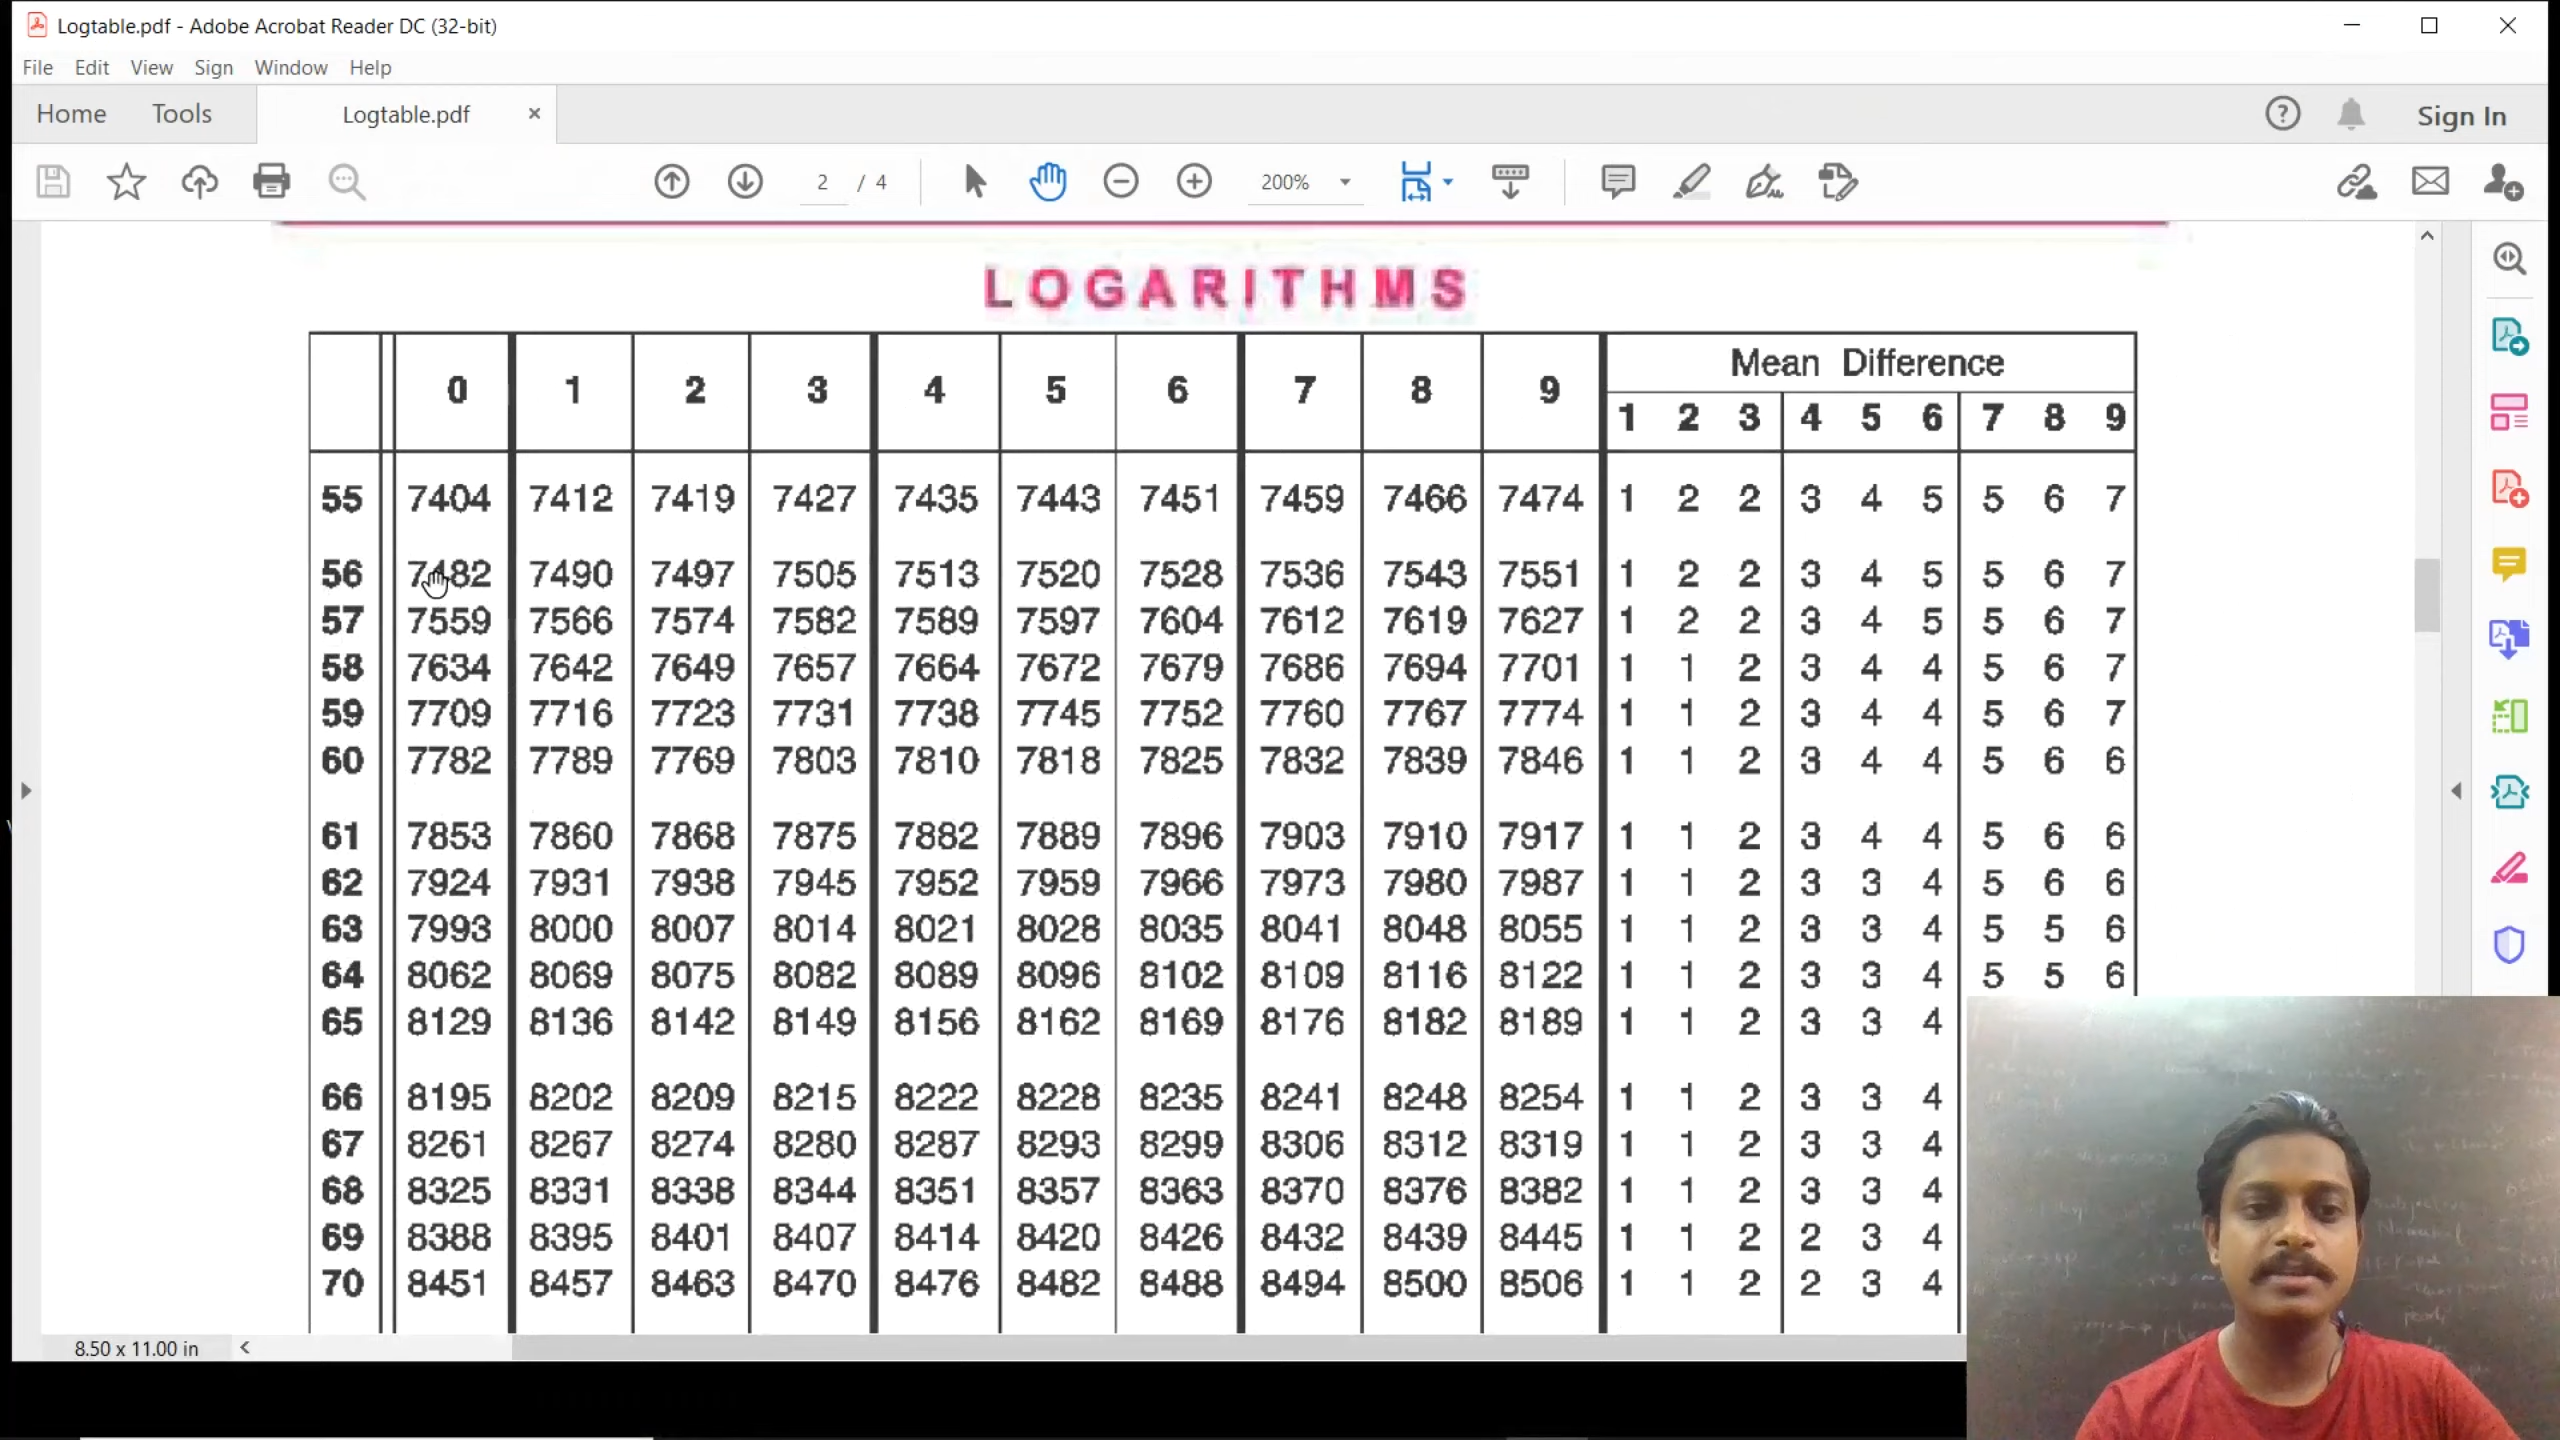 Logtable.pdf - Adobe Acrobat Reader DC (32-bit)
File Edit View Sign Window Help
Home Tools Logtable.pdf × Sign In
2 / 4 200%
LOGARITHMS
0 1 2 3 4 5 6 7 8 9 Mean Difference
1 2 3 4 5 6 7 8 9
55 7404 7412 7419 7427 7435 7443 7451 7459 7466 7474 1 2 2 3 4 5 5 6 7
56 7482 7490 7497 7505 7513 7520 7528 7536 7543 7551 1 2 2 3 4 5 5 6 7
57 7559 7566 7574 7582 7589 7597 7604 7612 7619 7627 1 2 2 3 4 5 5 6 7
58 7634 7642 7649 7657 7664 7672 7679 7686 7694 7701 1 1 2 3 4 4 5 6 7
59 7709 7716 7723 7731 7738 7745 7752 7760 7767 7774 1 1 2 3 4 4 5 6 7
60 7782 7789 7769 7803 7810 7818 7825 7832 7839 7846 1 1 2 3 4 4 5 6 6
61 7853 7860 7868 7875 7882 7889 7896 7903 7910 7917 1 1 2 3 4 4 5 6 6
62 7924 7931 7938 7945 7952 7959 7966 7973 7980 7987 1 1 2 3 3 4 5 6 6
63 7993 8000 8007 8014 8021 8028 8035 8041 8048 8055 1 1 2 3 3 4 5 5 6
64 8062 8069 8075 8082 8089 8096 8102 8109 8116 8122 1 1 2 3 3 4 5 5 6
65 8129 8136 8142 8149 8156 8162 8169 8176 8182 8189 1 1 2 3 3 4
66 8195 8202 8209 8215 8222 8228 8235 8241 8248 8254 1 1 2 3 3 4
67 8261 8267 8274 8280 8287 8293 8299 8306 8312 8319 1 1 2 3 3 4
68 8325 8331 8338 8344 8351 8357 8363 8370 8376 8382 1 1 2 3 3 4
69 8388 8395 8401 8407 8414 8420 8426 8432 8439 8445 1 1 2 2 3 4
70 8451 8457 8463 8470 8476 8482 8488 8494 8500 8506 1 1 2 2 3 4
8.50 x 11.00 in